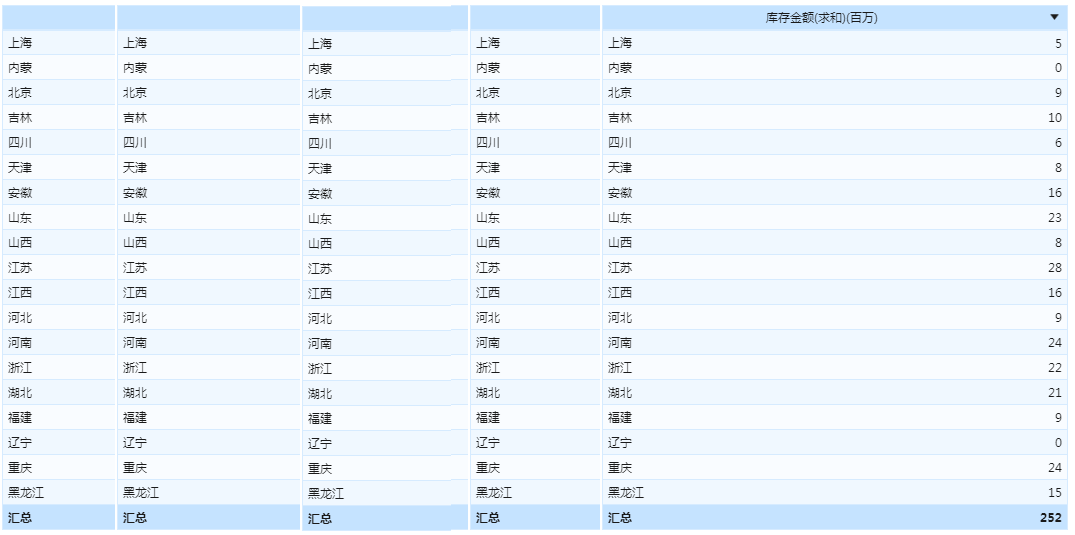 库存金额(求和)(百万)
上海 上海 上海 上海 上海 5
内蒙 内蒙 内蒙 内蒙 内蒙 0
北京 北京 北京 北京 北京 9
吉林 吉林 吉林 吉林 吉林 10
四川 四川 四川 四川 四川 6
天津 天津 天津 天津 天津 8
安徽 安徽 安徽 安徽 安徽 16
山东 山东 山东 山东 山东 23
山西 山西 山西 山西 山西 8
江苏 江苏 江苏 江苏 江苏 28
江西 江西 江西 江西 江西 16
河北 河北 河北 河北 河北 9
河南 河南 河南 河南 河南 24
浙江 浙江 浙江 浙江 浙江 22
湖北 湖北 湖北 湖北 湖北 21
福建 福建 福建 福建 福建 9
辽宁 辽宁 辽宁 辽宁 辽宁 0
重庆 重庆 重庆 重庆 重庆 24
黑龙江 黑龙江 黑龙江 黑龙江 黑龙江 15
汇总 汇总 汇总 汇总 汇总 252